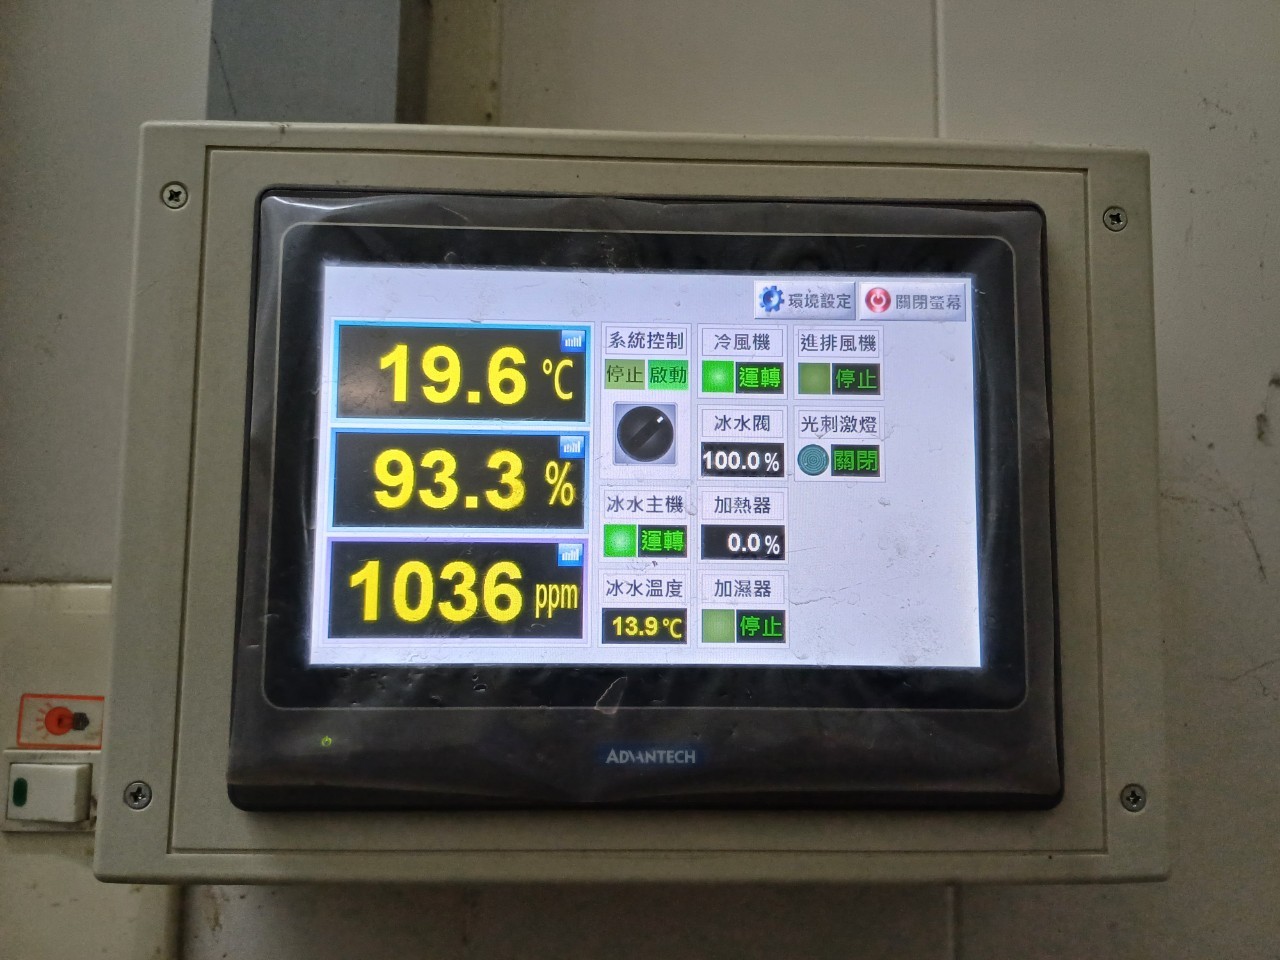 環境設定
關閉螢幕
19.6 ℃
93.3 %
1036 ppm
系統控制
停止 啟動
冰水主機
運轉
冰水溫度
13.9 ℃
冷風機
運轉
冰水閥
100.0 %
加熱器
0.0 %
加濕器
停止
進排風機
停止
光刺激燈
關閉
ADVANTECH